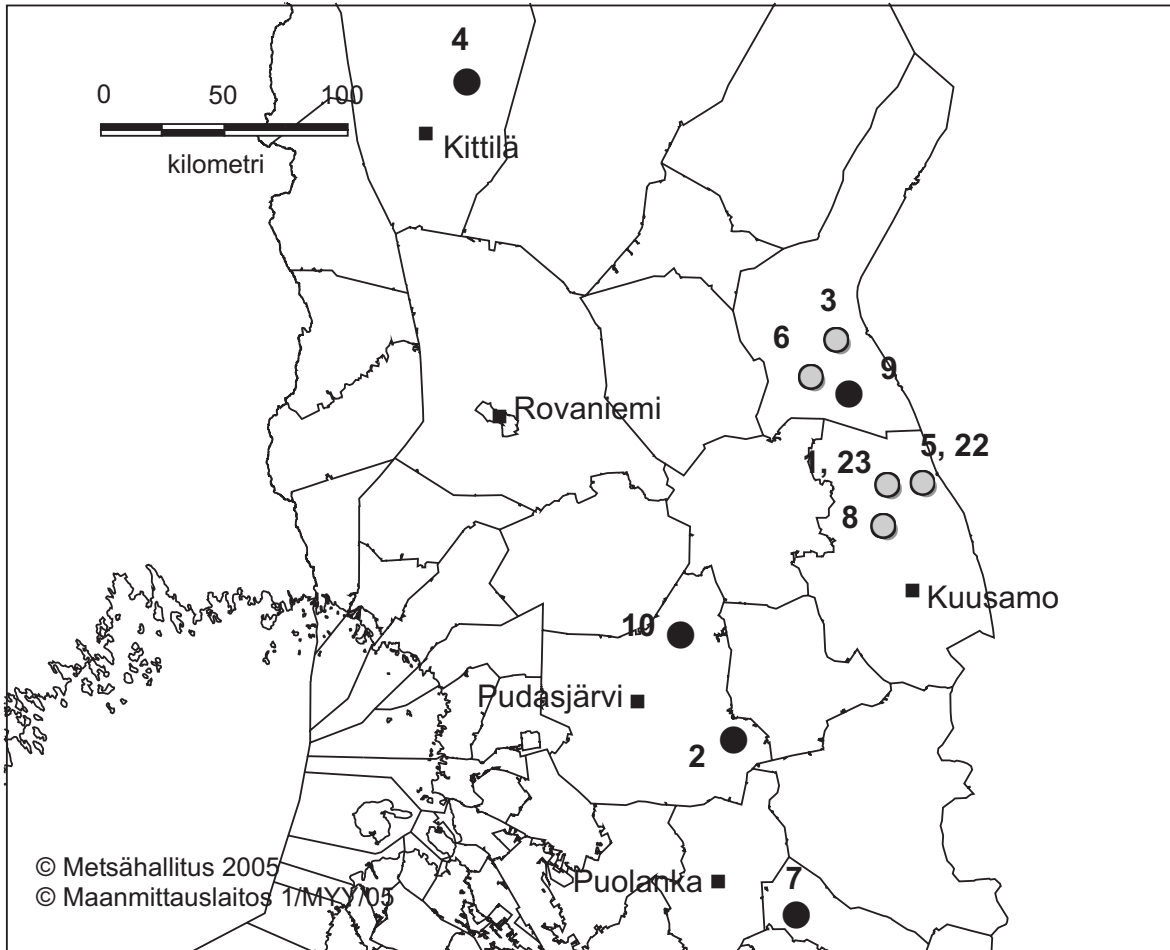 4
0 50 100
kilometri
Kittilä
3
6
9
Rovaniemi
5, 22
1, 23
8
Kuusamo
10
Pudasjärvi
2
© Metsähallitus 2005
© Maanmittauslaitos 1/MYY/05
Puolanka
7